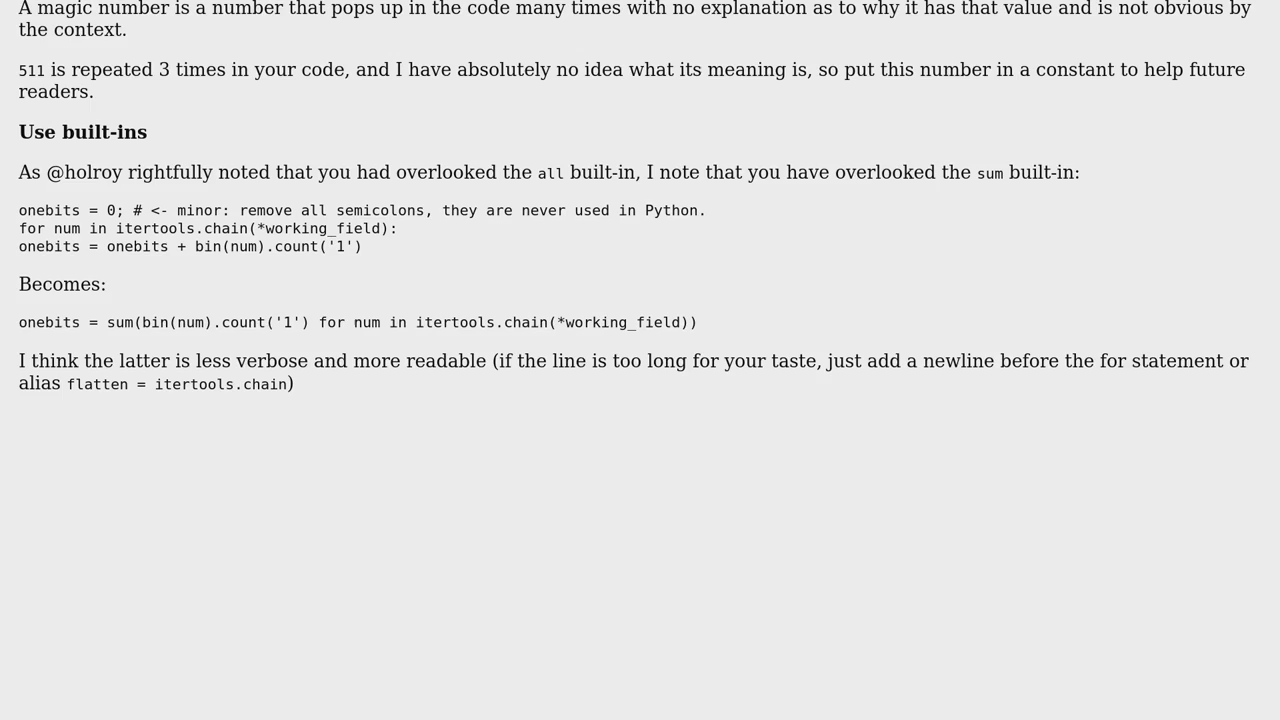 A magic number is a number that pops up in the code many times with no explanation as to why it has that value and is not obvious by
the context.
511 is repeated 3 times in your code, and I have absolutely no idea what its meaning is, so put this number in a constant to help future
readers.
Use built-ins
As @holroy rightfully noted that you had overlooked the all built-in, I note that you have overlooked the sum built-in:
onebits = 0; # <- minor: remove all semicolons, they are never used in Python.
for num in itertools.chain(*working_field):
onebits = onebits + bin(num).count('1')
Becomes:
onebits = sum(bin(num).count('1') for num in itertools.chain(*working_field))
I think the latter is less verbose and more readable (if the line is too long for your taste, just add a newline before the for statement or
alias flatten = itertools.chain)